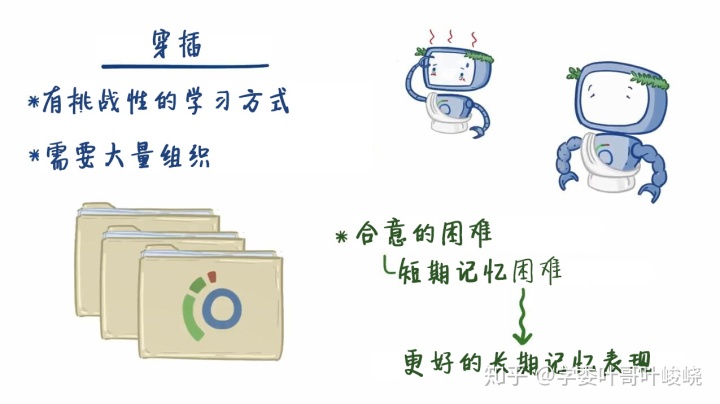 穿插
*有挑战性的学习方式
*需要大量组织
*合意的困难
短期记忆困难
更好的长期记忆表现
知乎 @学委叶哥叶峻峣